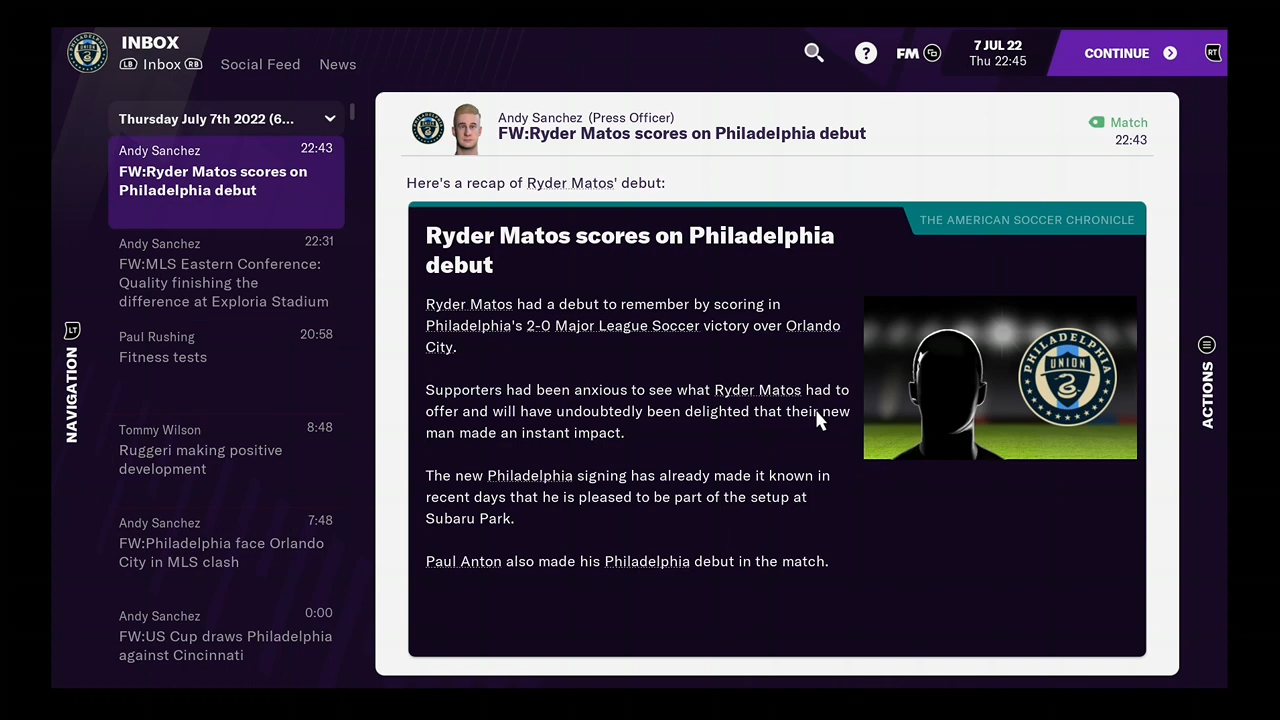 INBOX
LB Inbox RB Social Feed News
? FM
7 JUL 22
Thu 22:45
CONTINUE RT
Thursday July 7th 2022 (6...
Andy Sanchez 22:43
FW:Ryder Matos scores on
Philadelphia debut
Andy Sanchez 22:31
FW:MLS Eastern Conference:
Quality finishing the
difference at Exploria Stadium
Paul Rushing 20:58
Fitness tests
Tommy Wilson 8:48
Ruggeri making positive
development
Andy Sanchez 7:48
FW:Philadelphia face Orlando
City in MLS clash
Andy Sanchez 0:00
FW:US Cup draws Philadelphia
against Cincinnati
LT
NAVIGATION
Andy Sanchez (Press Officer)
FW:Ryder Matos scores on Philadelphia debut
Match
22:43
Here's a recap of Ryder Matos' debut:
THE AMERICAN SOCCER CHRONICLE
Ryder Matos scores on Philadelphia
debut
Ryder Matos had a debut to remember by scoring in
Philadelphia's 2-0 Major League Soccer victory over Orlando
City.
Supporters had been anxious to see what Ryder Matos had to
offer and will have undoubtedly been delighted that their new
man made an instant impact.
The new Philadelphia signing has already made it known in
recent days that he is pleased to be part of the setup at
Subaru Park.
Paul Anton also made his Philadelphia debut in the match.
PHILADELPHIA
UNION
ACTIONS